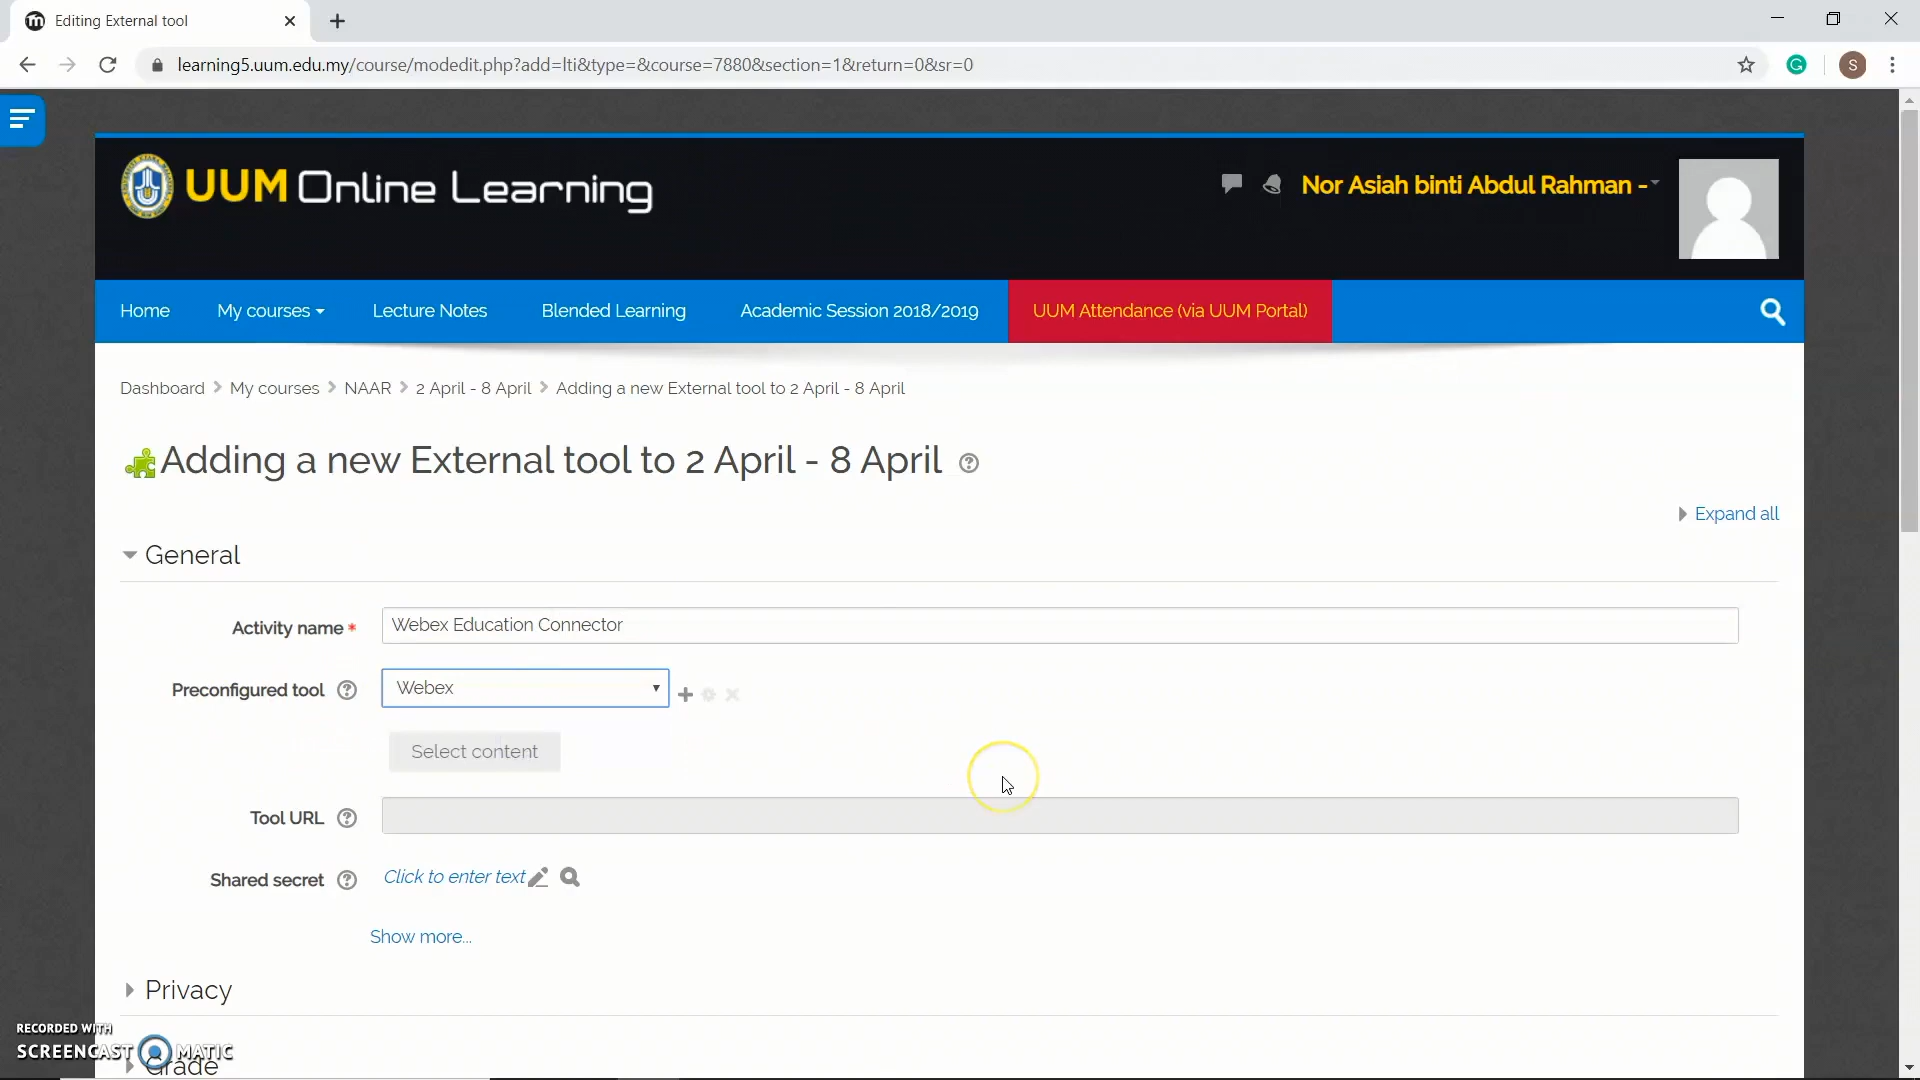 Editing External tool
learning5.uum.edu.my/course/modedit.php?add=lti&type=&course=7880&section=1&return=0&sr=0
S
UUM Online Learning
Nor Asiah binti Abdul Rahman -
Home
My courses
Lecture Notes
Blended Learning
Academic Session 2018/2019
UUM Attendance (via UUM Portal)
Dashboard
My courses
NAAR
2 April - 8 April
Adding a new External tool to 2 April - 8 April
Adding a new External tool to 2 April - 8 April
Expand all
General
Activity name *
Webex Education Connector
Preconfigured tool
Webex
Select content
Tool URL
Shared secret
Click to enter text
Show more...
Privacy
RECORDED WITH
SCREENCAST MATIC
Grade